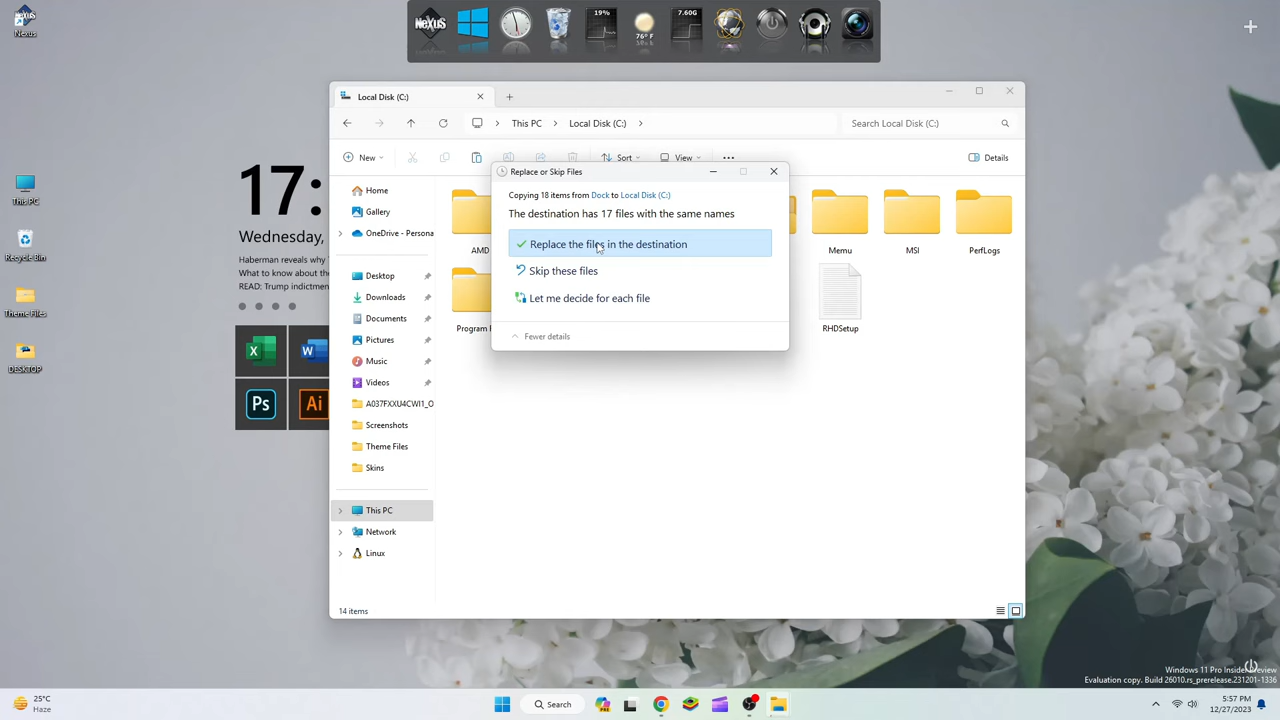 Nexus
NeXuS
19%
76° F
7.60G
Local Disk (C:)
This PC
Local Disk (C:)
Search Local Disk (C:)
New
Sort
View
Details
Replace or Skip Files
Copying 18 items from Dock to Local Disk (C:)
The destination has 17 files with the same names
Replace the files in the destination
Skip these files
Let me decide for each file
Fewer details
Home
Gallery
OneDrive - Persona
Desktop
Downloads
Documents
Pictures
Music
Videos
A037FXXU4CWI1_O
Screenshots
Theme Files
Skins
This PC
Network
Linux
AMD
Memu
MSI
PerfLogs
Program
RHDSetup
14 items
17:
Wednesday,
Haberman reveals why
What to know about the
READ: Trump indictmen
Ps
Ai
This PC
Recycle Bin
Theme Files
DESKTOP
Windows 11 Pro Insider Preview
Evaluation copy. Build 26010.rs_prerelease.231201-1336
25°C
Haze
Search
5:57 PM
12/27/2023